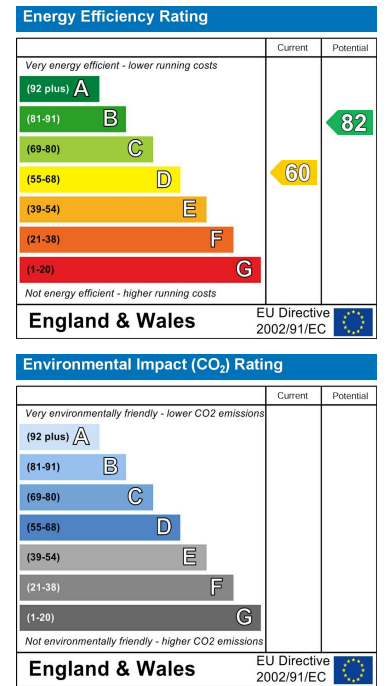 Energy Efficiency Rating
Current Potential
Very energy efficient - lower running costs
(92 plus) A
(81-91) B
82
(69-80) C
(55-68) D
60
(39-54) E
(21-38) F
(1-20) G
Not energy efficient - higher running costs
England & Wales
EU Directive
2002/91/EC
Environmental Impact (CO₂) Rating
Current Potential
Very environmentally friendly - lower CO2 emissions
(92 plus) A
(81-91) B
(69-80) C
(55-68) D
(39-54) E
(21-38) F
(1-20) G
Not environmentally friendly - higher CO2 emissions
England & Wales
EU Directive
2002/91/EC